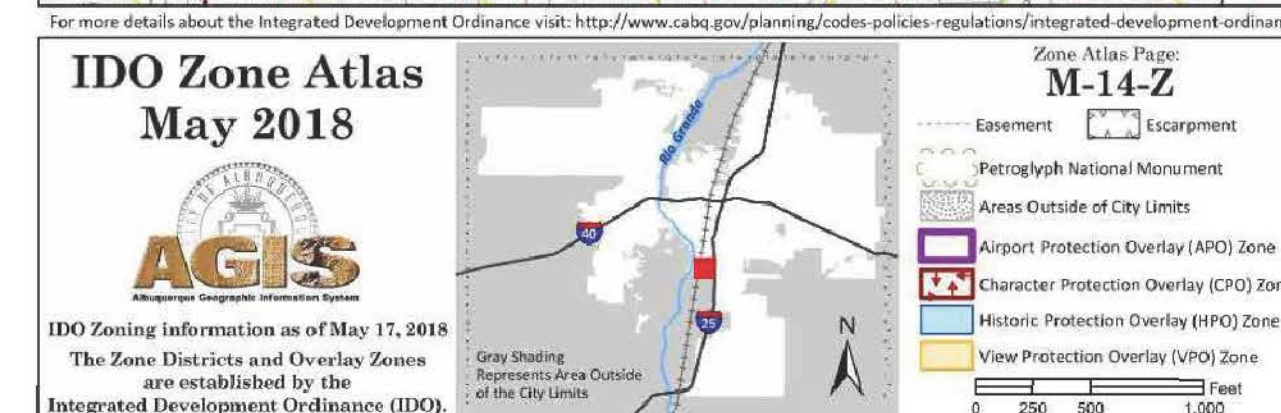 For more details about the Integrated Development Ordinance visit: http://www.cabq.gov/planning/codes-policies-regulations/integrated-development-ordinan
IDO Zone Atlas
May 2018
CITY OF ALBUQUERQUE
AGIS
Albuquerque Geographic Information System
IDO Zoning information as of May 17, 2018
The Zone Districts and Overlay Zones
are established by the
Integrated Development Ordinance (IDO).
Rio Grande
40
25
Gray Shading
Represents Area Outside
of the City Limits
N
Zone Atlas Page:
M-14-Z
Easement
Escarpment
Petroglyph National Monument
Areas Outside of City Limits
Airport Protection Overlay (APO) Zone
Character Protection Overlay (CPO) Zon
Historic Protection Overlay (HPO) Zone
View Protection Overlay (VPO) Zone
Feet
0 250 500 1,000